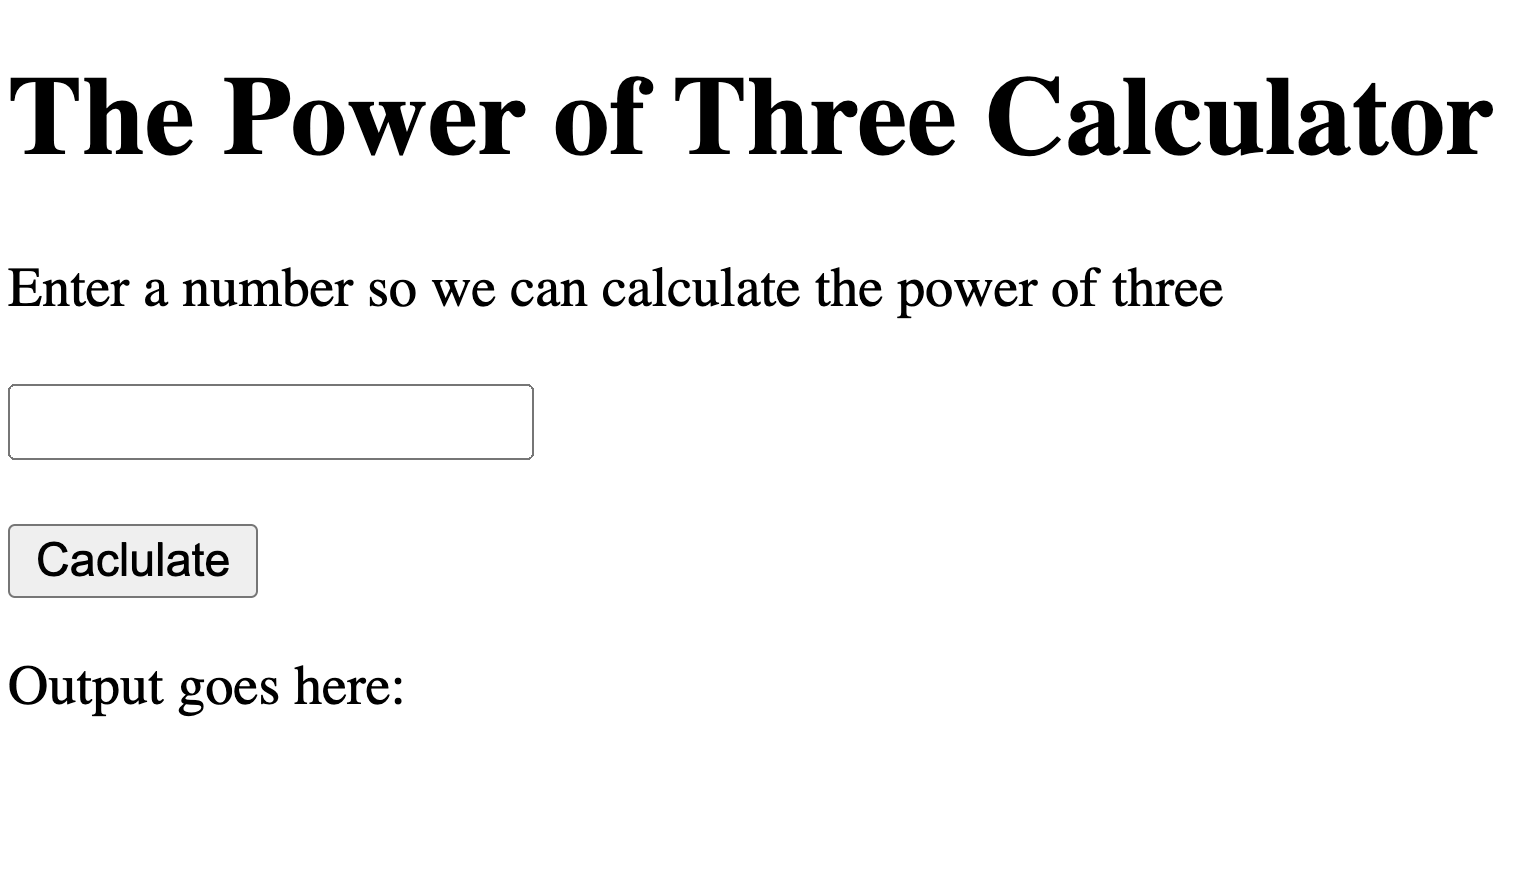 The Power of Three Calculator
Enter a number so we can calculate the power of three
Caclulate
Output goes here: